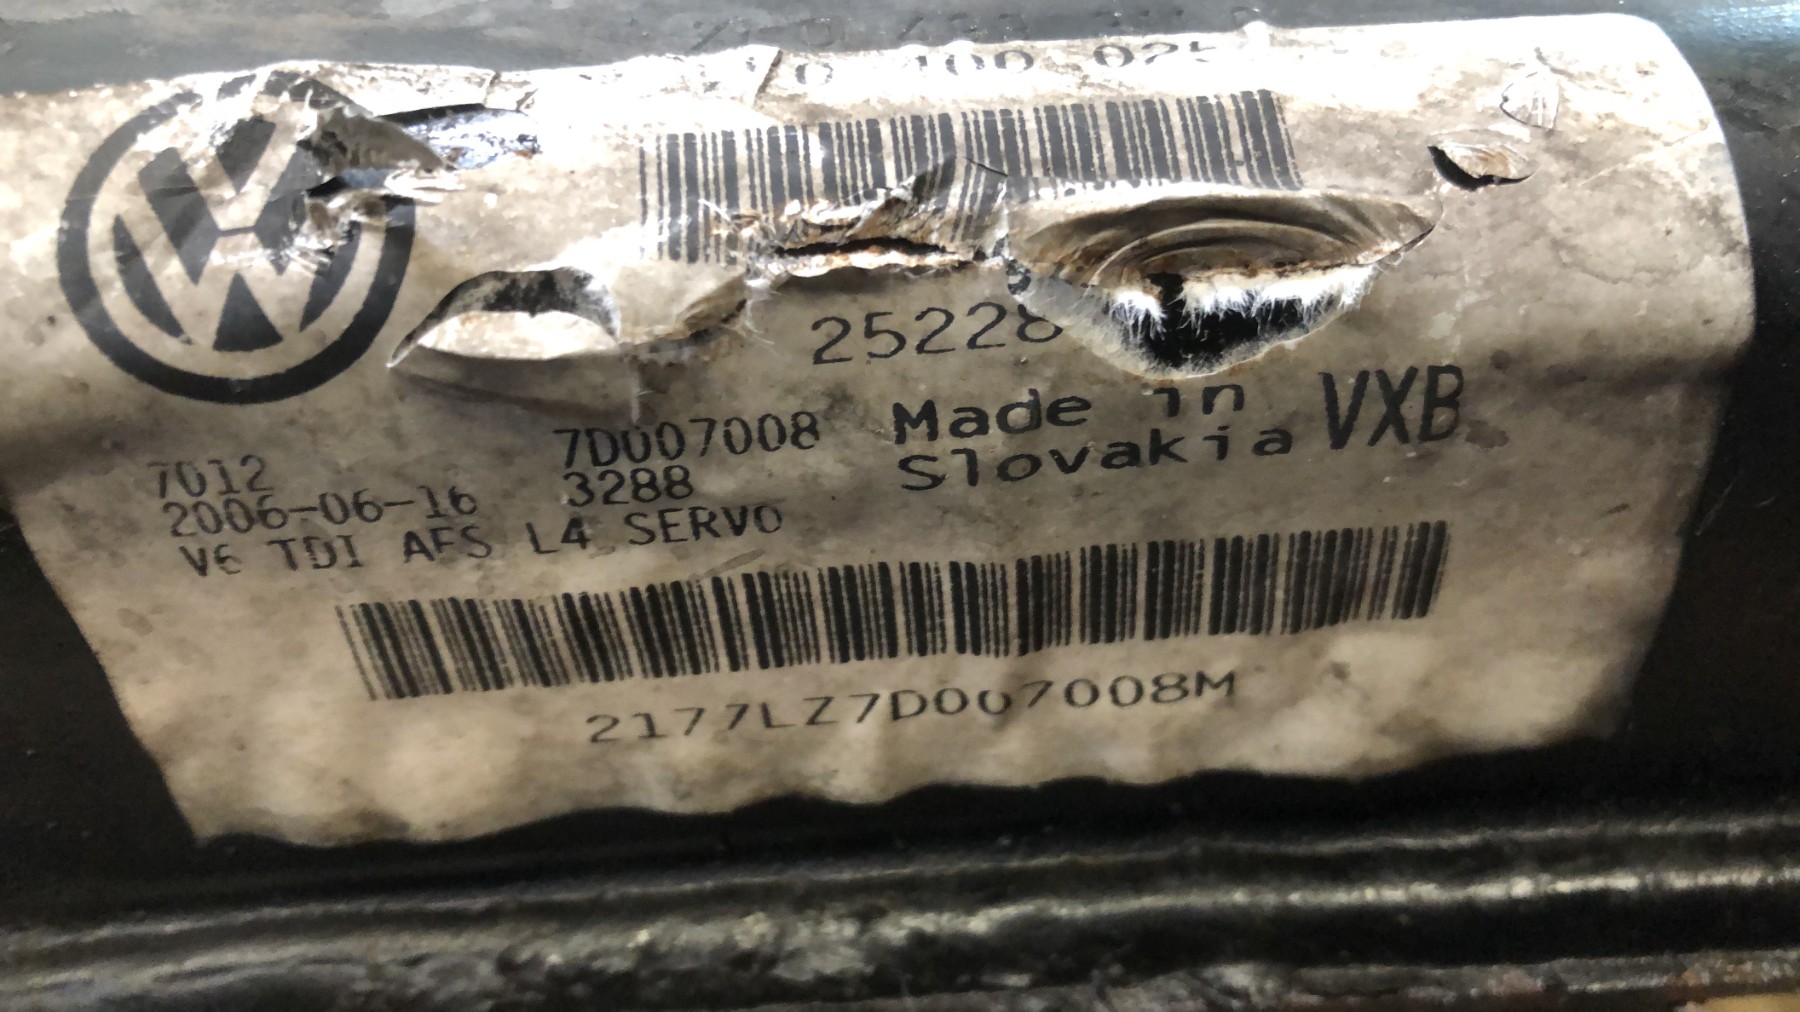 25228
7D007008
Made in
VXB
7012
3288
Slovakia
2006-06-16
V6 TDI AFS L4 SERVO
2177LZ7D007008M